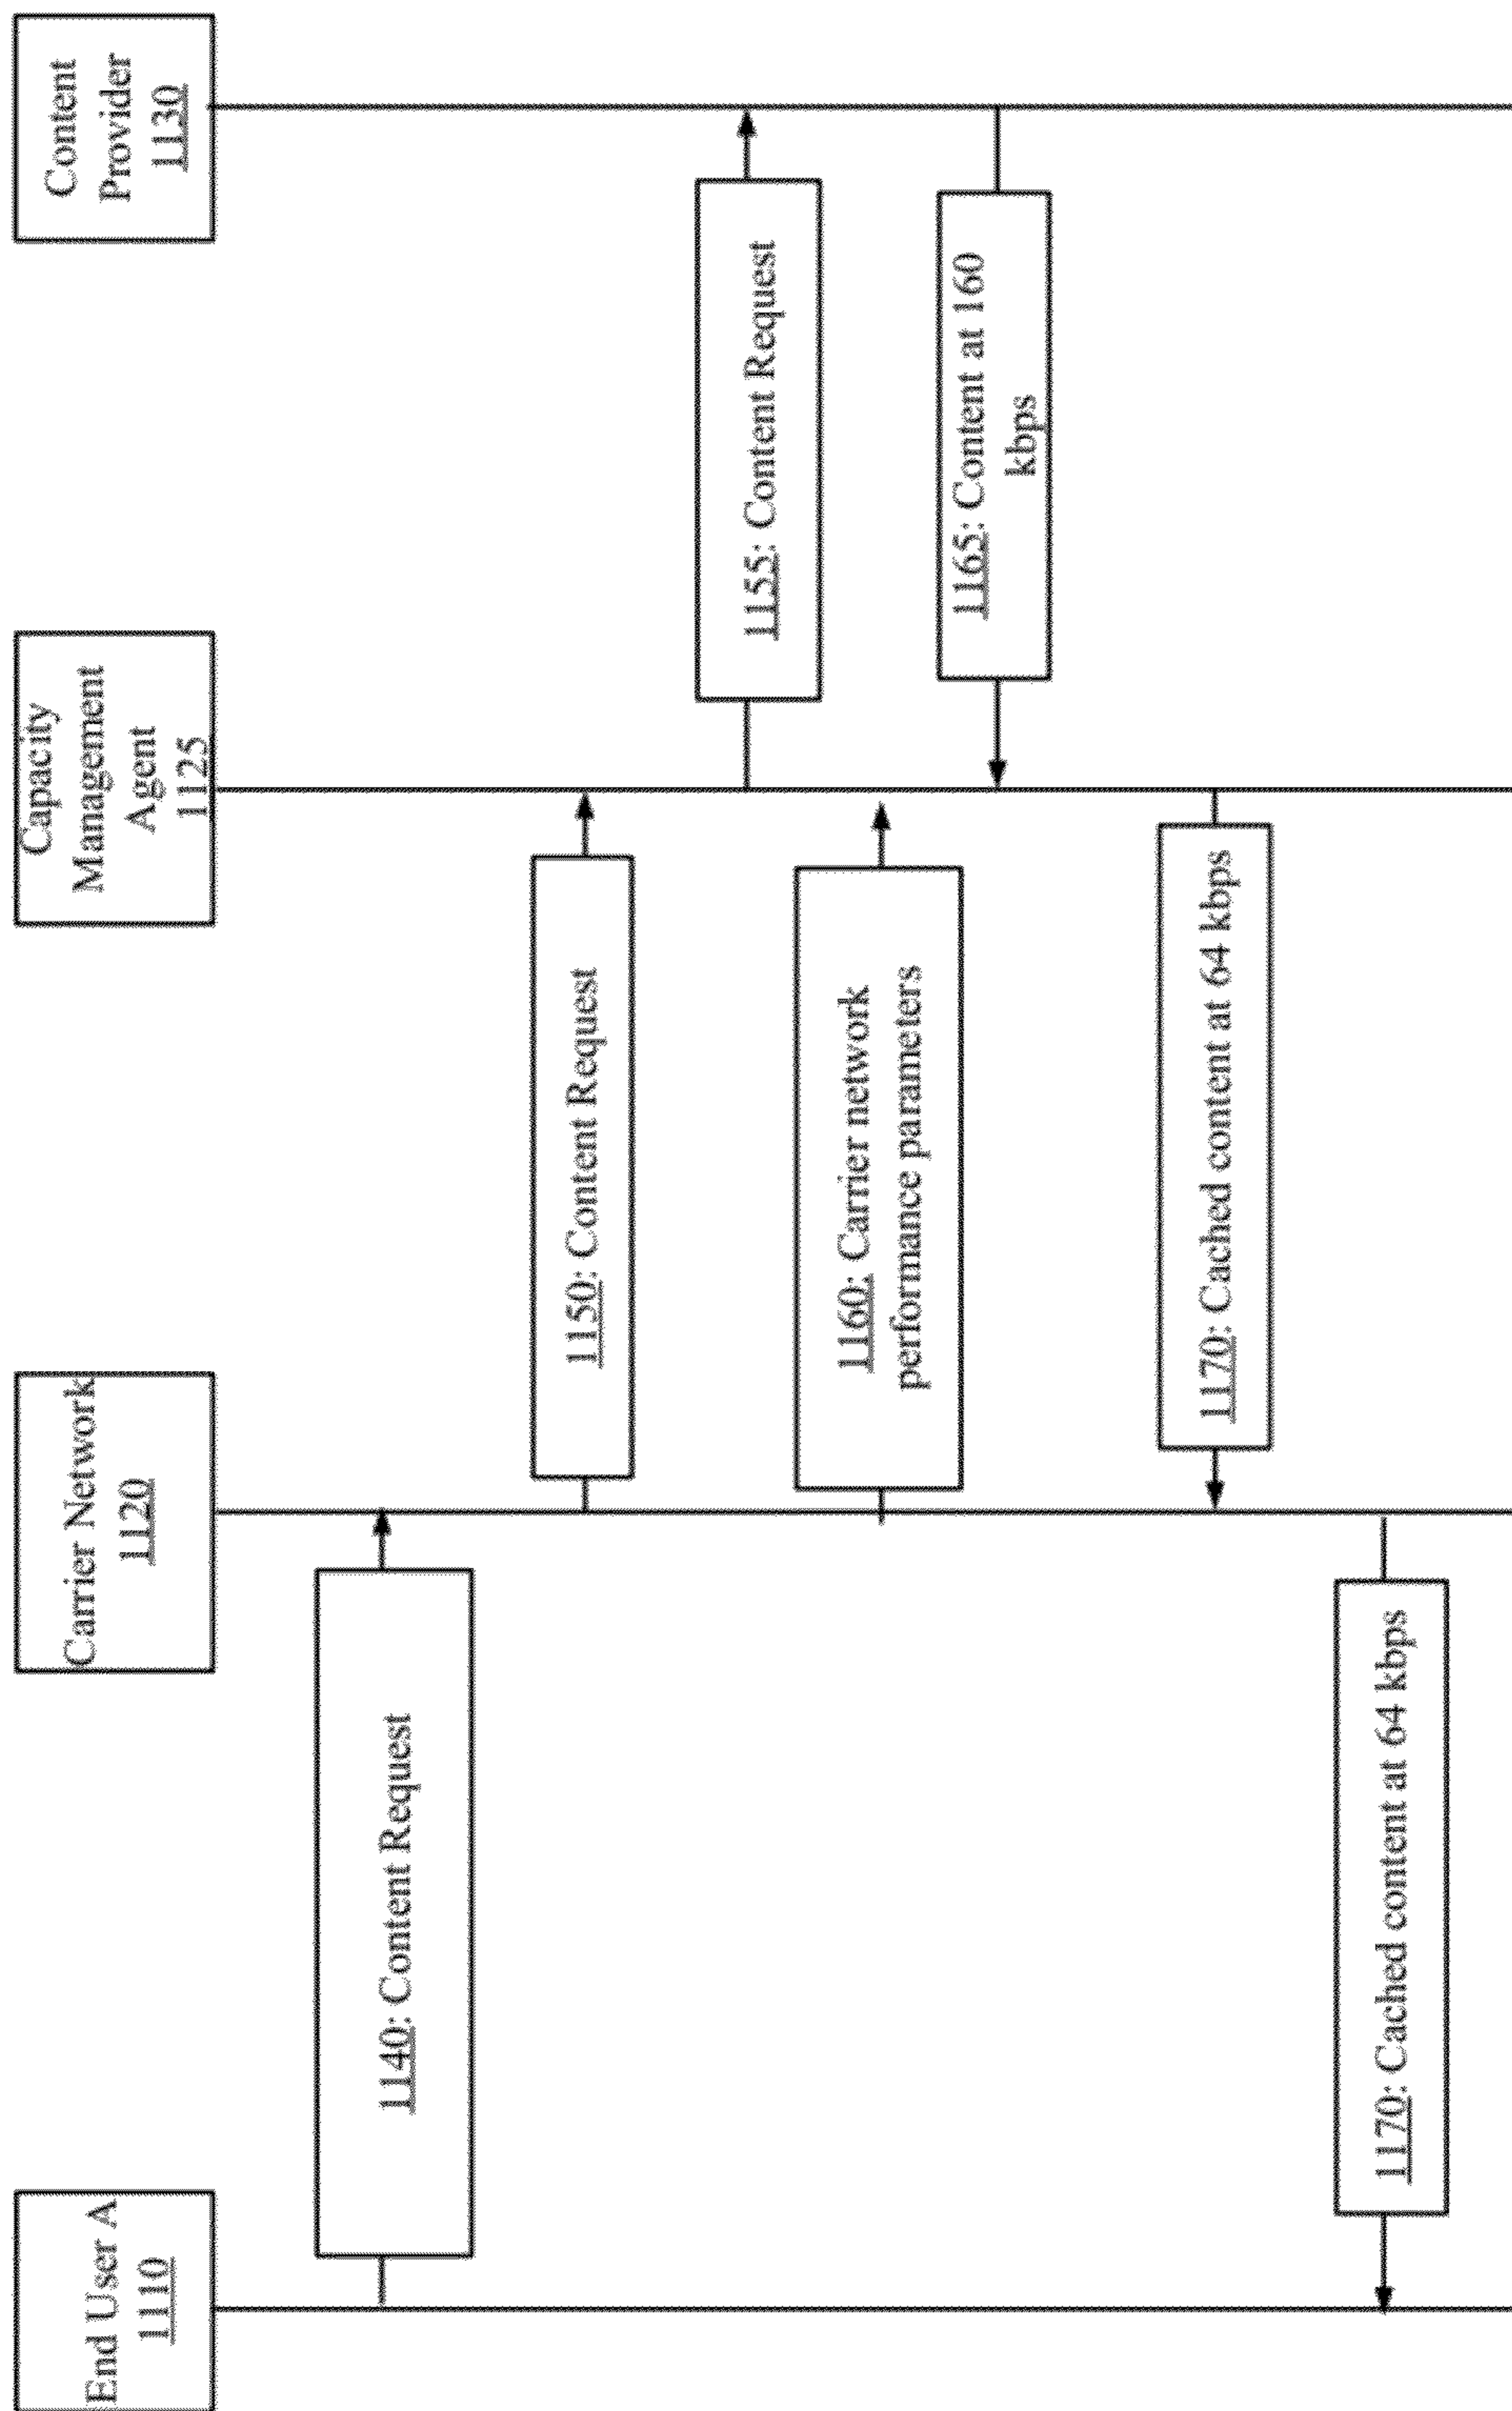 End User A
1110
Carrier Network
1120
Capacity
Management
Agent
1125
Content
Provider
1130
1140: Content Request
1150: Content Request
1155: Content Request
1160: Carrier network
performance parameters
1165: Content at 160
kbps
1170: Cached content at 64 kbps
1170: Cached content at 64 kbps